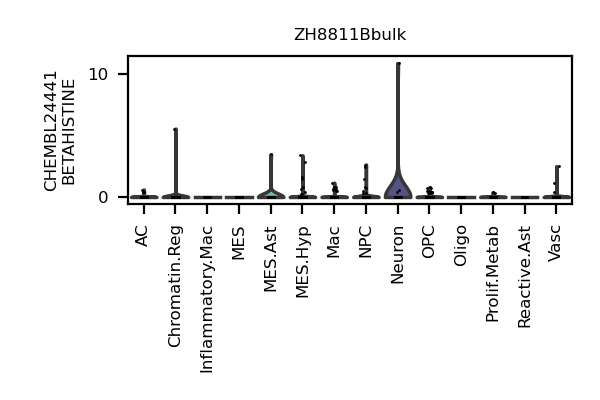 ZH8811Bbulk
CHEMBL24441
BETAHISTINE
10
0
AC
Chromatin.Reg
Inflammatory.Mac
MES
MES.Ast
MES.Hyp
Mac
NPC
Neuron
OPC
Oligo
Prolif.Metab
Reactive.Ast
Vasc